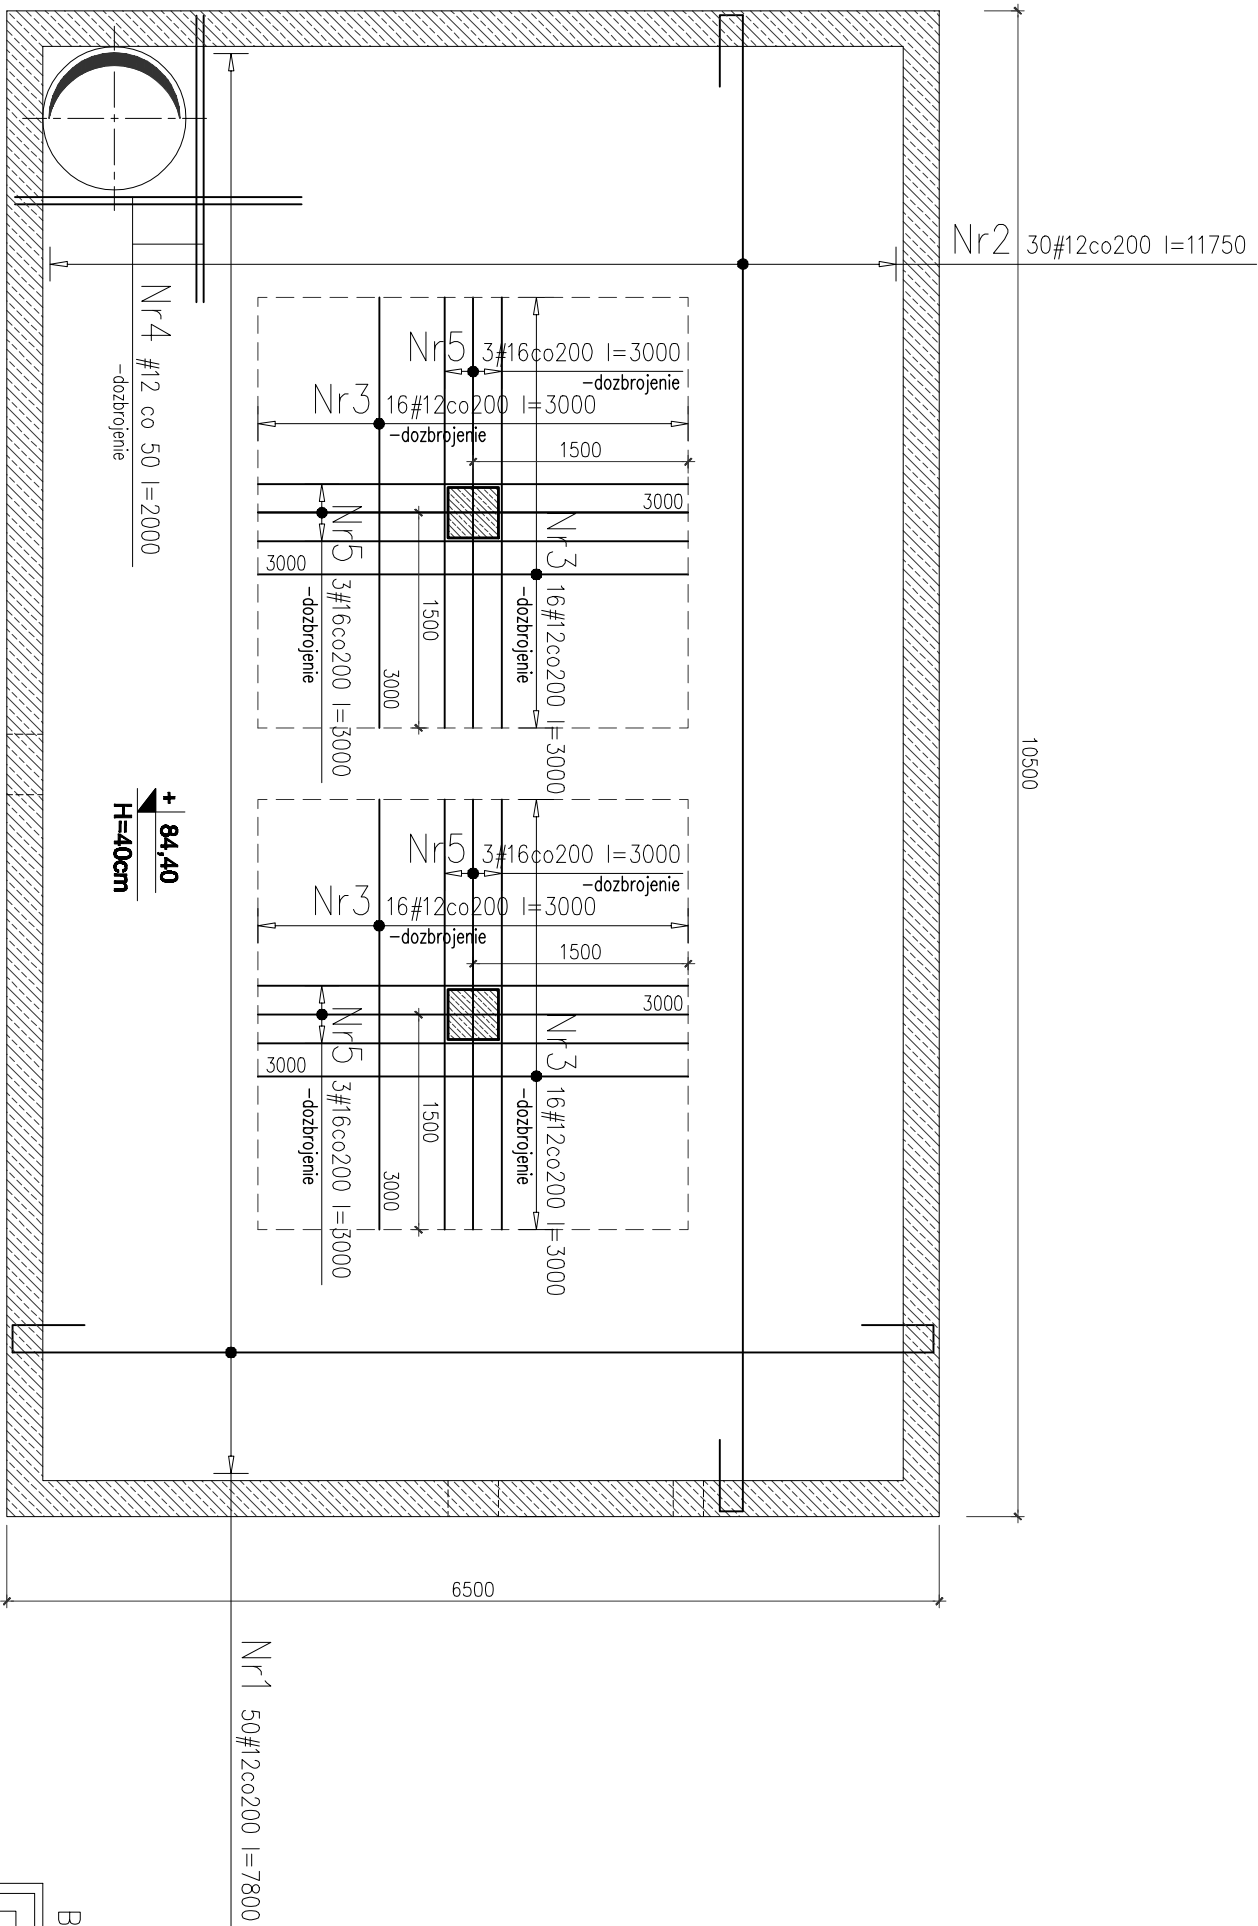 Nr2 30#12co200 l=11750
Nr4 #12 co 50 l=2000
-dozbrojenie
Nr5 3#16co200 l=3000
-dozbrojenie
Nr3 16#12co200 l=3000
-dozbrojenie
1500
3000
Nr3 16#12co200 l=3000
-dozbrojenie
Nr5 3#16co200 l=3000
-dozbrojenie
3000
1500
3000
10500
+ 84,40
H=40cm
Nr5 3#16co200 l=3000
-dozbrojenie
Nr3 16#12co200 l=3000
-dozbrojenie
1500
3000
Nr3 16#12co200 l=3000
-dozbrojenie
Nr5 3#16co200 l=3000
-dozbrojenie
3000
1500
3000
6500
Nr1 50#12co200 l=7800
B